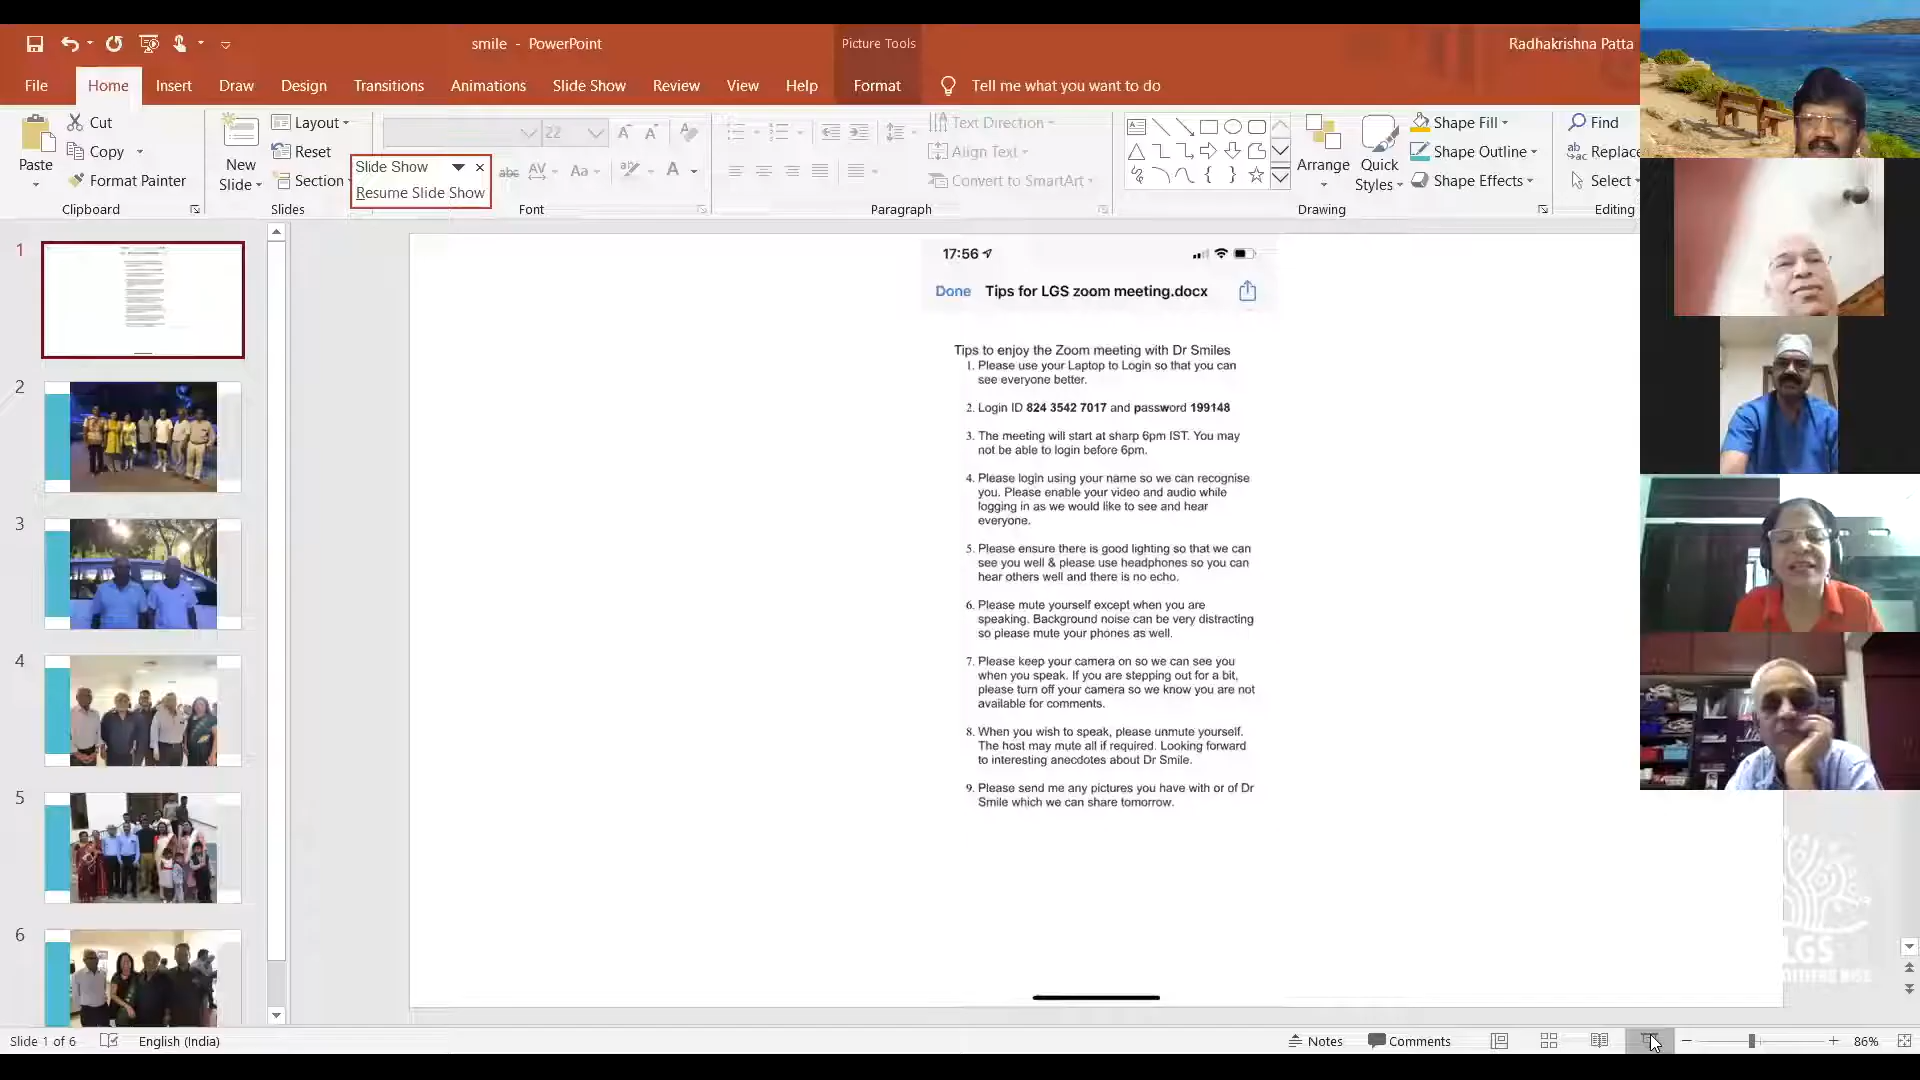 smile - PowerPoint
Picture Tools
Radhakrishna Patta
File
Home
Insert
Draw
Design
Transitions
Animations
Slide Show
Review
View
Help
Format
Tell me what you want to do
Paste
Cut
Copy
Format Painter
Clipboard
New
Slide
Layout
Reset
Section
Slides
Slide Show
Resume Slide Show
22
abc
AV
Aa
A
Font
Text Direction
Align Text
Convert to SmartArt
Paragraph
Arrange
Quick
Styles
Shape Fill
Shape Outline
Shape Effects
Drawing
Find
Replace
Select
Editing
1
2
3
4
5
6
17:56
Done Tips for LGS zoom meeting.docx
Tips to enjoy the Zoom meeting with Dr Smiles
1. Please use your Laptop to Login so that you can
see everyone better.
2. Login ID 824 3542 7017 and password 199148
3. The meeting will start at sharp 6pm IST. You may
not be able to login before 6pm.
4. Please login using your name so we can recognise
you. Please enable your video and audio while
logging in as we would like to see and hear
everyone.
5. Please ensure there is good lighting so that we can
see you well & please use headphones so you can
hear others well and there is no echo.
6. Please mute yourself except when you are
speaking. Background noise can be very distracting
so please mute your phones as well.
7. Please keep your camera on so we can see you
when you speak. If you are stepping out for a bit,
please turn off your camera so we know you are not
available for comments.
8. When you wish to speak, please unmute yourself.
The host may mute all if required. Looking forward
to interesting anecdotes about Dr Smile.
9. Please send me any pictures you have with or of Dr
Smile which we can share tomorrow.
LGS
Slide 1 of 6
English (India)
Notes
Comments
86%